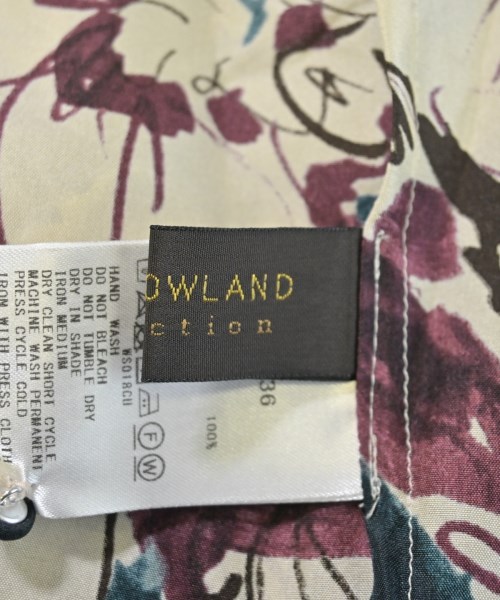 OWLAND
ction
HAND WASH
DO NOT BLEACH
DO NOT TUMBLE DRY
DRY IN SHADE
IRON MEDIUM
DRY CLEAN SHORT CYCLE
MACHINE WASH PERMANENT
PRESS CYCLE COLD
IRON WITH PRESS CLOTH
36
100%
F
W